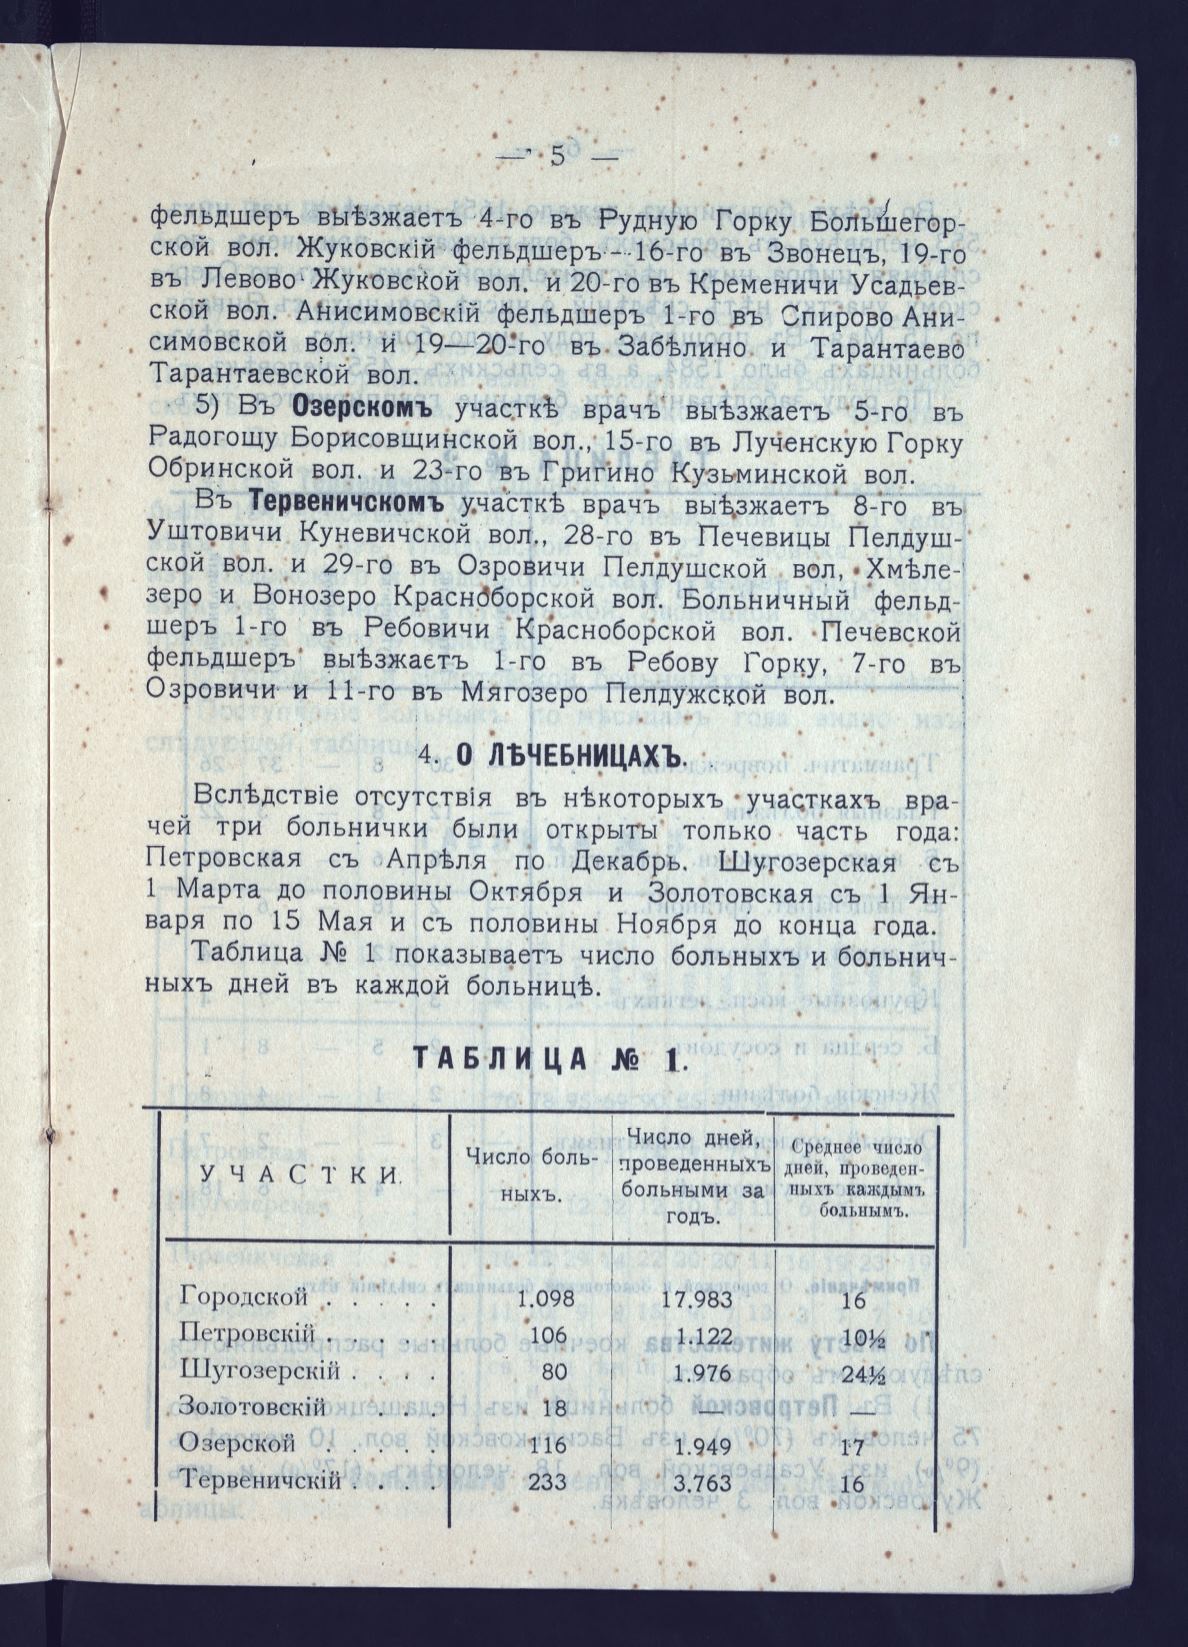 — 5 —
фельдшеръ выѣзжаетъ 4-го въ Рудную Горку Большегор-
ской вол. Жуковскій фельдшеръ - 16-го въ Звонецъ, 19-го
въ Левово Жуковской вол. и 20-го въ Кременичи Усадьев-
ской вол. Анисимовскій фельдшеръ 1-го въ Спирово Ани-
симовской вол. и 19—20-го въ Забѣлино и Тарантаево
Тарантаевской вол.
5) Въ Озерскомъ участкѣ врачъ выѣзжаетъ 5-го въ
Радогощу Борисовщинской вол., 15-го въ Лученскую Горку
Обринской вол. и 23-го въ Григино Кузьминской вол.
Въ Тервеничскомъ участкѣ врачъ выѣзжаетъ 8-го въ
Уштовичи Куневичской вол., 28-го въ Печевицы Пелдуш-
ской вол. и 29-го въ Озровичи Пелдушской вол, Хмѣле-
зеро и Вонозеро Красноборской вол. Больничный фельд-
шеръ 1-го въ Ребовичи Красноборской вол. Печевской
фельдшеръ выѣзжаетъ 1-го въ Ребову Горку, 7-го въ
Озровичи и 11-го въ Мягозеро Пелдужской вол.
4. О ЛѢЧЕБНИЦАХЪ.
Вслѣдствіе отсутствія въ нѣкоторыхъ участкахъ вра-
чей три больнички были открыты только часть года:
Петровская съ Апрѣля по Декабрь. Шугозерская съ
1 Марта до половины Октября и Золотовская съ 1 Ян-
варя по 15 Мая и съ половины Ноября до конца года.
Таблица № 1 показываетъ число больныхъ и больнич-
ныхъ дней въ каждой больницѣ.
ТАБЛИЦА № 1.
УЧАСТКИ. Число боль-ныхъ. Число дней, проведенныхъ больными за годъ. Среднее число дней, проведен-ныхъ каждымъ больнымъ.
Городской . . . . . 1.098 17.983 16
Петровскій . . . . . 106 1.122 10½
Шугозерскій . . . . 80 1.976 24½
Золотовскій . . . . 18 — —
Озерской . . . . . 116 1.949 17
Тервеничскій . . . . 233 3.763 16